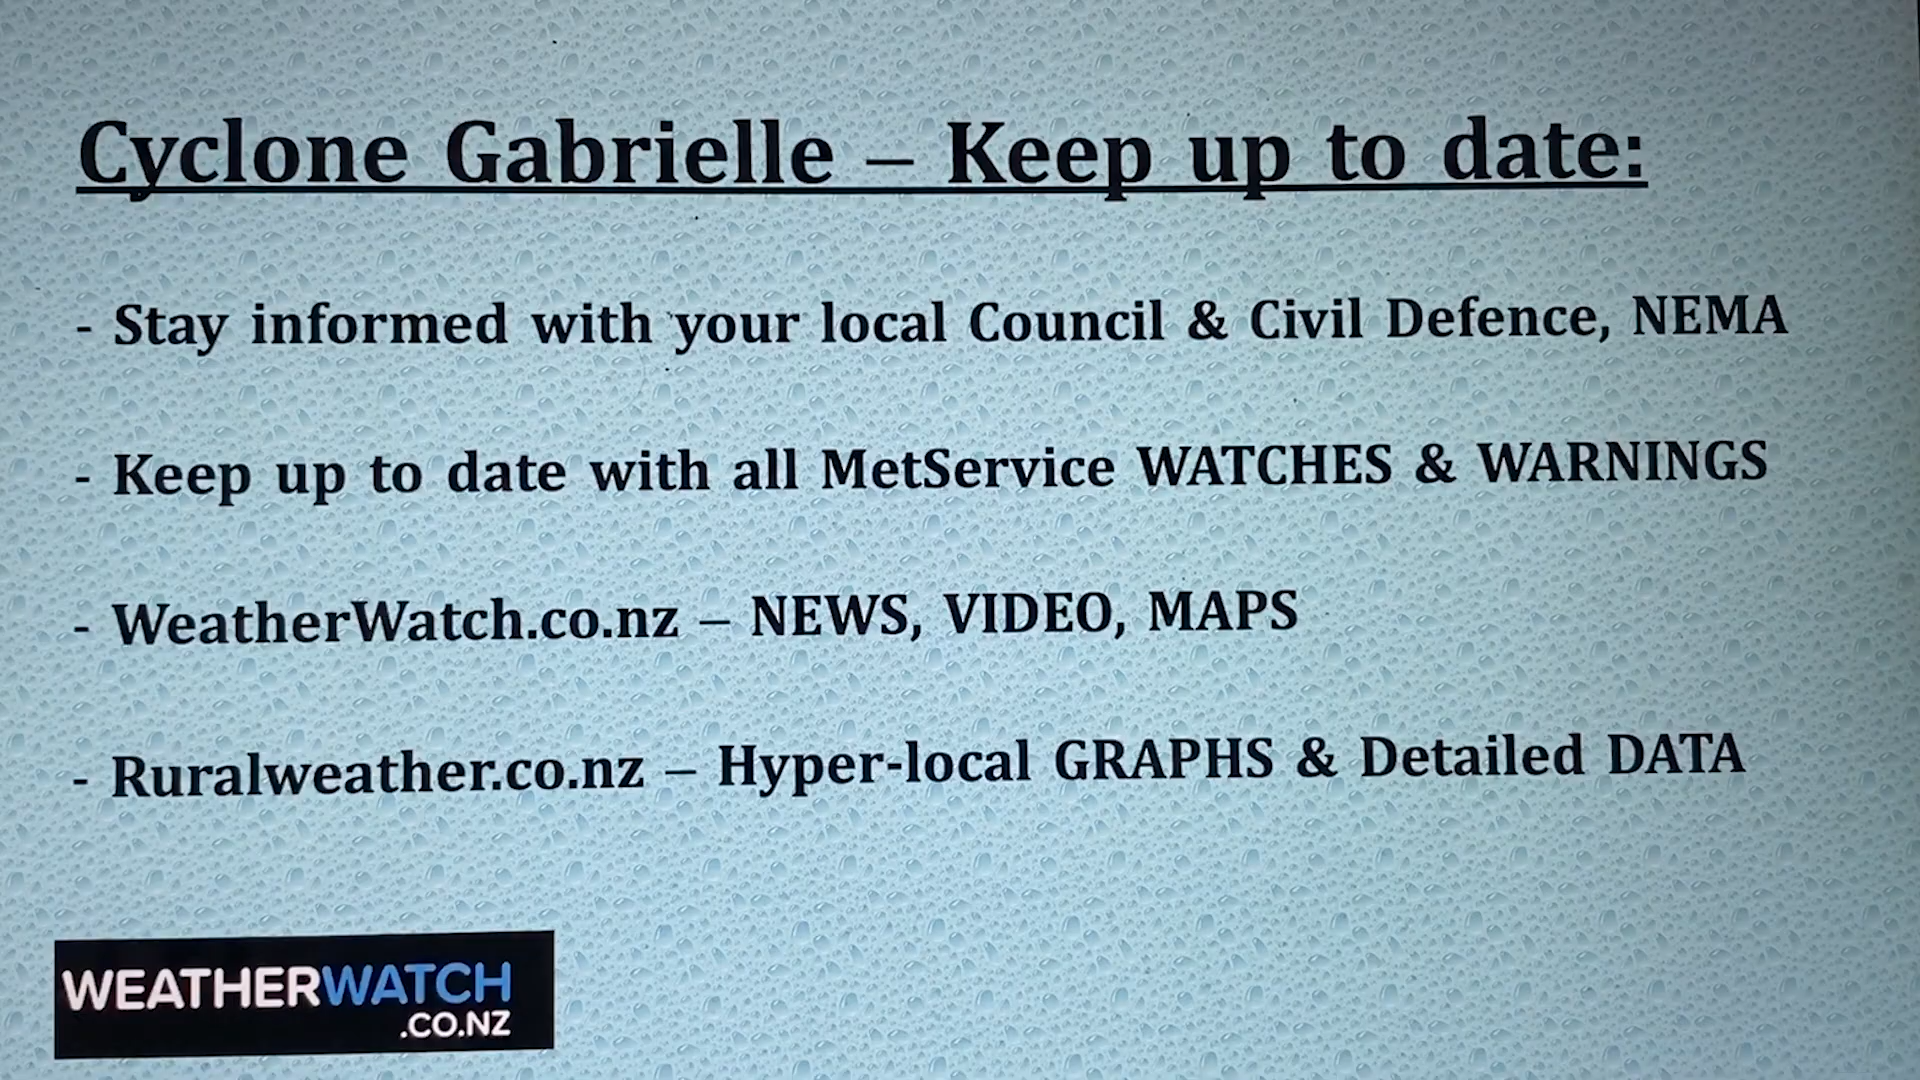 Cyclone Gabrielle – Keep up to date:
- Stay informed with your local Council & Civil Defence, NEMA
- Keep up to date with all MetService WATCHES & WARNINGS
- WeatherWatch.co.nz – NEWS, VIDEO, MAPS
- Ruralweather.co.nz – Hyper-local GRAPHS & Detailed DATA
WEATHERWATCH
.CO.NZ